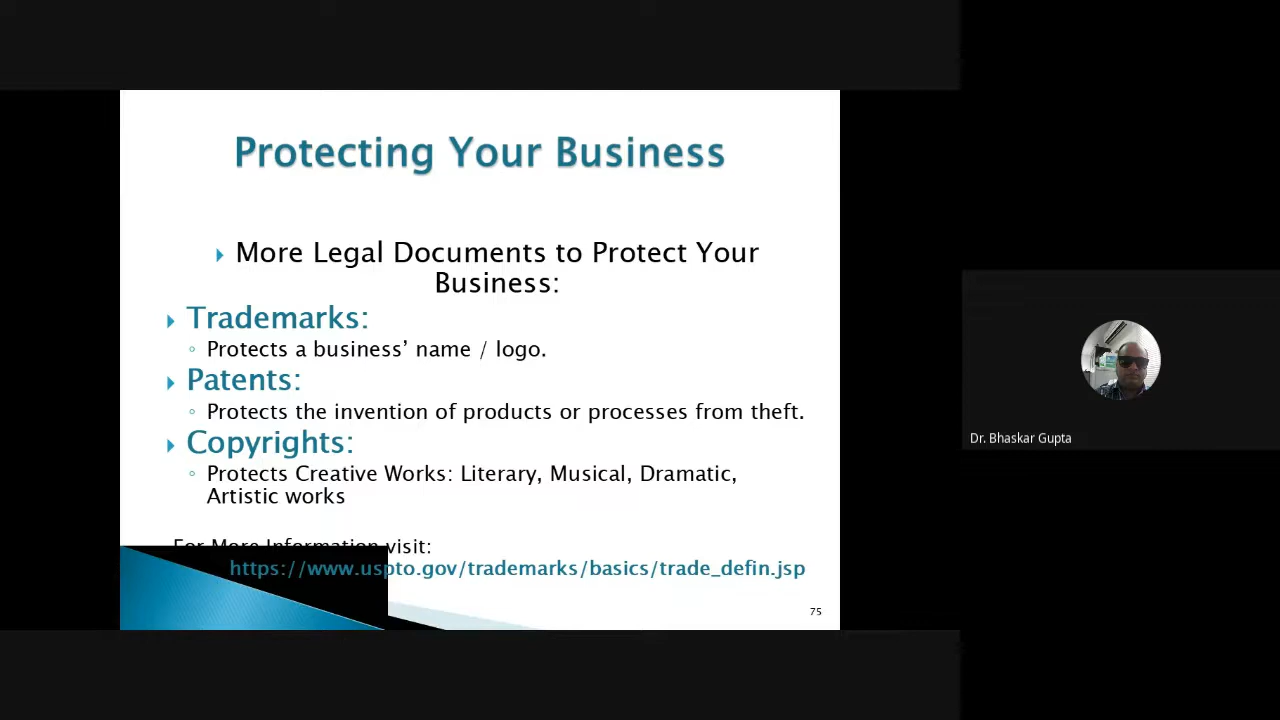 Protecting Your Business
More Legal Documents to Protect Your
Business:
Trademarks:
Protects a business’ name / logo.
Patents:
Protects the invention of products or processes from theft.
Copyrights:
Protects Creative Works: Literary, Musical, Dramatic,
Artistic works
For More Information visit:
https://www.uspto.gov/trademarks/basics/trade_defin.jsp
75
Dr. Bhaskar Gupta